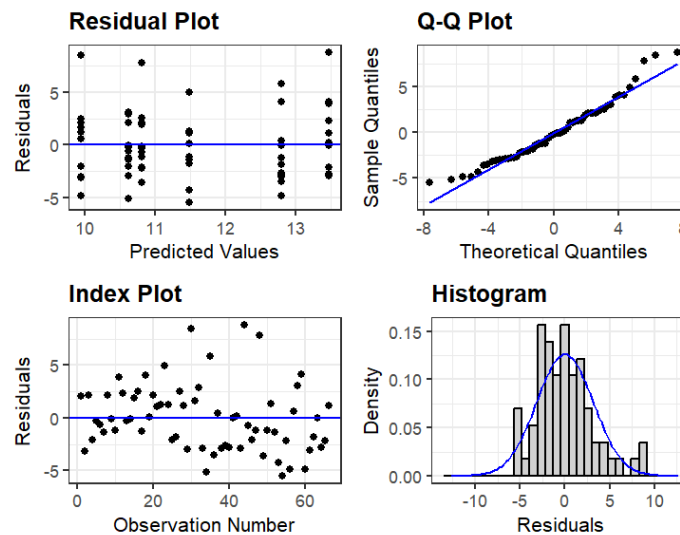 Residual Plot
5
0
-5
Residuals
10
11
12
13
Predicted Values
Q-Q Plot
5
0
-5
Sample Quantiles
-8
-4
0
4
8
Theoretical Quantiles
Index Plot
5
0
-5
Residuals
0
20
40
60
Observation Number
Histogram
0.15
0.10
0.05
0.00
Density
-10
-5
0
5
10
Residuals